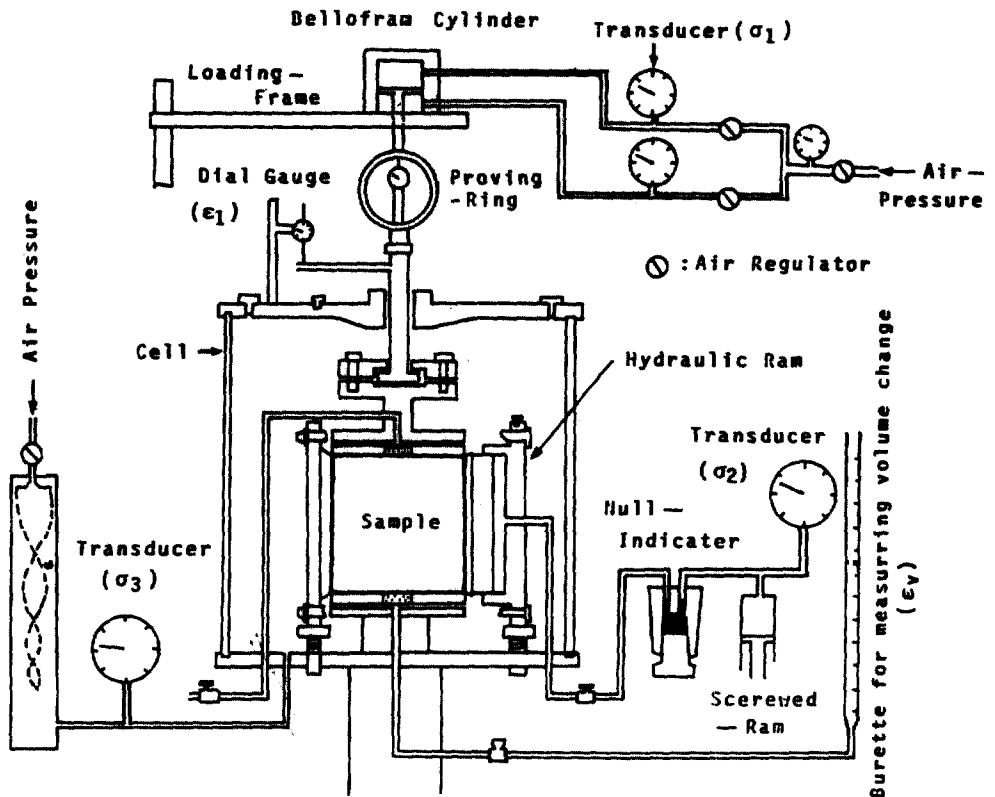 Bellofram Cylinder
Transducer(σ1)
Loading—
Frame
Dial Gauge
(ε1)
Proving
-Ring
Air—
Pressure
: Air Regulator
Air Pressure
Cell
Hydraulic Ram
Transducer
(σ2)
Null—
Indicater
Sample
Transducer
(σ3)
Scerewed
—Ram
Burette for measurring volume change
(εv)